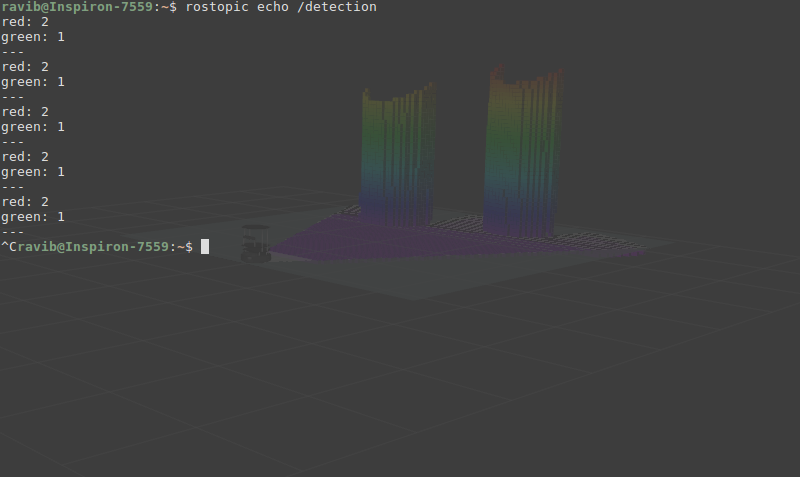 ravib@Inspiron-7559:~$ rostopic echo /detection
red: 2
green: 1
---
red: 2
green: 1
---
red: 2
green: 1
---
red: 2
green: 1
---
red: 2
green: 1
---
^Cravib@Inspiron-7559:~$